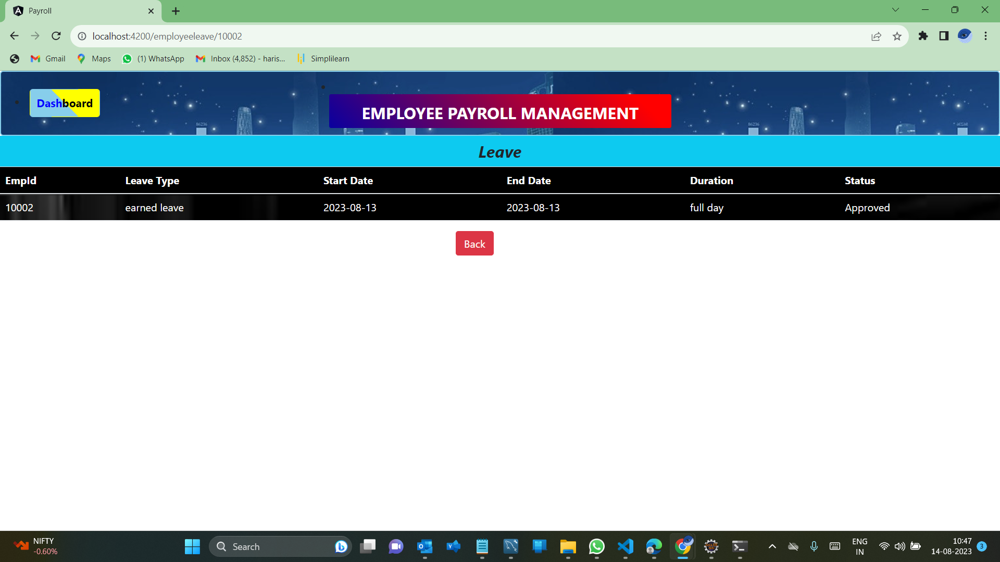 Payroll
localhost:4200/employeeleave/10002
Gmail Maps (1) WhatsApp Inbox (4,852) - haris... Simplilearn
Dashboard
EMPLOYEE PAYROLL MANAGEMENT
Leave
EmpId Leave Type Start Date End Date Duration Status
10002 earned leave 2023-08-13 2023-08-13 full day Approved
Back
NIFTY
-0.60%
Search
ENG
IN
10:47
14-08-2023
3